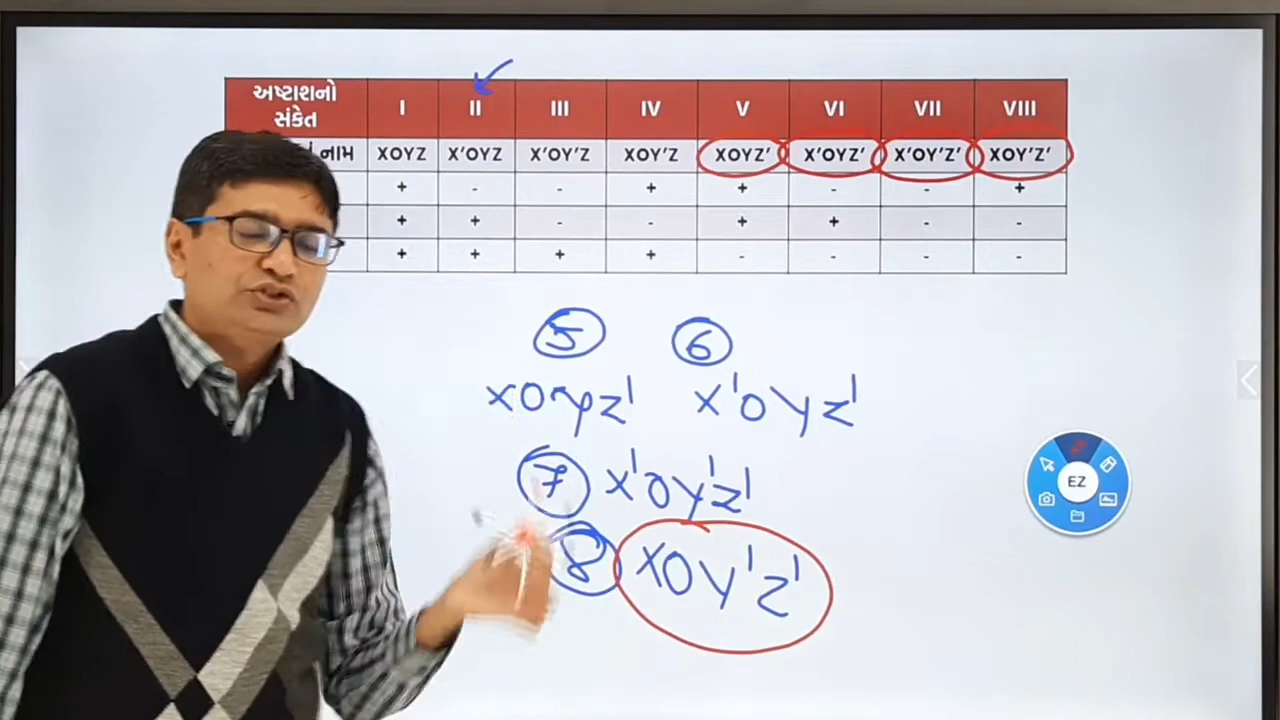 અષ્ટાશનો I II III IV V VI VII VIII
સંકેત
નામ XOYZ X'OYZ X'OY'Z XOY'Z XOYZ' X'OYZ' X'OY'Z' XOY'Z'
+ - - + + - - +
+ + - - + + - -
+ + + + - - - -
5 6
XOYZ' X'OYZ'
7 X'OY'Z'
8 XOY'Z'
EZ